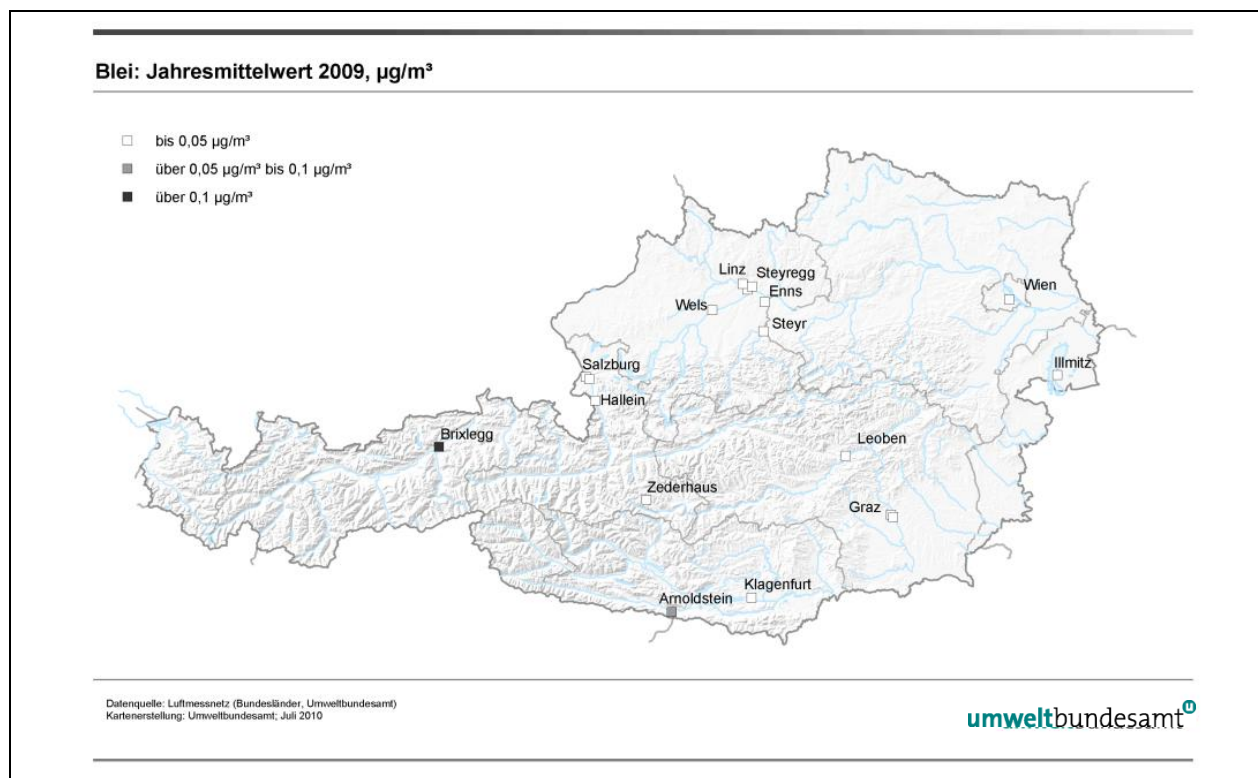 Blei: Jahresmittelwert 2009, µg/m³
bis 0,05 µg/m³
über 0,05 µg/m³ bis 0,1 µg/m³
über 0,1 µg/m³
Linz
Steyregg
Enns
Wels
Steyr
Wien
Salzburg
Illmitz
Hallein
Brixlegg
Leoben
Zederhaus
Graz
Klagenfurt
Arnoldstein
Datenquelle: Luftmessnetz (Bundesländer, Umweltbundesamt)
Kartenerstellung: Umweltbundesamt; Juli 2010
umweltbundesamt U